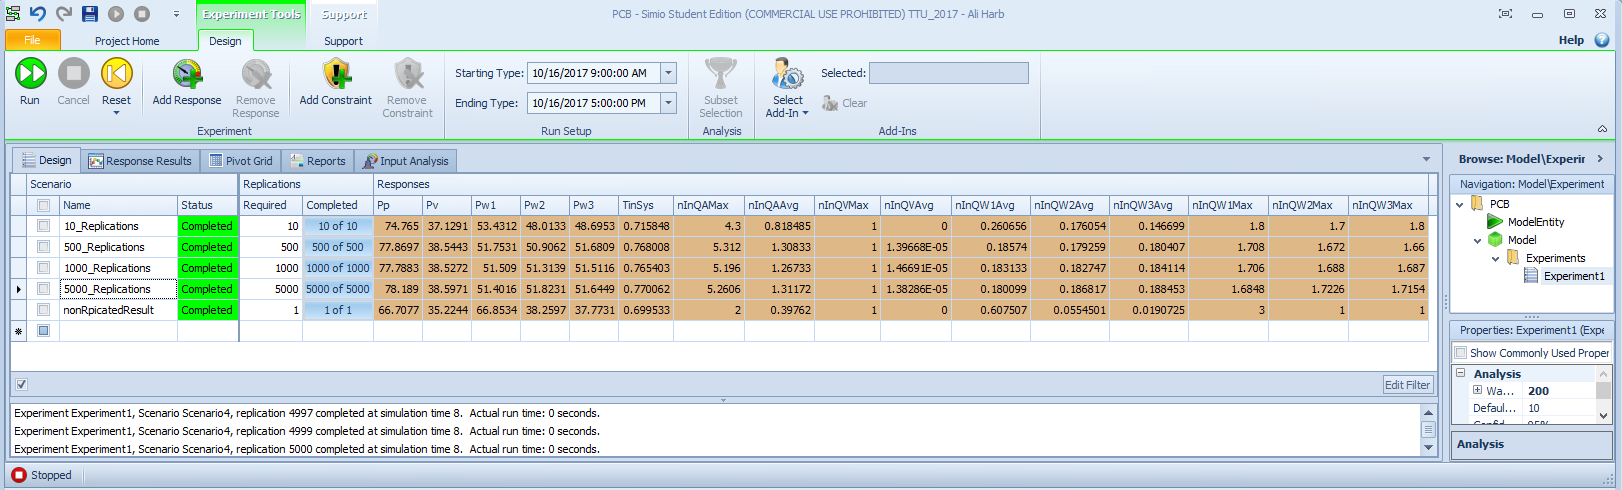 Experiment Tools Support PCB - Simio Student Edition (COMMERCIAL USE PROHIBITED) TTU_2017 - Ali Harb
File Project Home Design Support Help
Run Cancel Reset Add Response Remove Response Add Constraint Remove Constraint
Experiment
Starting Type: 10/16/2017 9:00:00 AM
Ending Type: 10/16/2017 5:00:00 PM
Run Setup
Subset Selection
Analysis
Select Add-In
Selected:
Clear
Add-Ins
Design Response Results Pivot Grid Reports Input Analysis
Scenario Replications Responses
Name Status Required Completed Pp Pv Pw1 Pw2 Pw3 TinSys nInQAMax nInQAAvg nInQVMax nInQVAvg nInQW1Avg nInQW2Avg nInQW3Avg nInQW1Max nInQW2Max nInQW3Max
10_Replications Completed 10 10 of 10 74.765 37.1291 53.4312 48.0133 48.6953 0.715848 4.3 0.818485 1 0 0.260656 0.176054 0.146699 1.8 1.7 1.8
500_Replications Completed 500 500 of 500 77.8697 38.5443 51.7531 50.9062 51.6809 0.768008 5.312 1.30833 1 1.39668E-05 0.18574 0.179259 0.180407 1.708 1.672 1.66
1000_Replications Completed 1000 1000 of 1000 77.7883 38.5272 51.509 51.3139 51.5116 0.765403 5.196 1.26733 1 1.46691E-05 0.183133 0.182747 0.184114 1.706 1.688 1.687
5000_Replications Completed 5000 5000 of 5000 78.189 38.5971 51.4016 51.8231 51.6449 0.770062 5.2606 1.31172 1 1.38286E-05 0.180099 0.186817 0.188453 1.6848 1.7226 1.7154
nonRpicatedResult Completed 1 1 of 1 66.7077 35.2244 66.8534 38.2597 37.7731 0.699533 2 0.39762 1 0 0.607507 0.0554501 0.0190725 3 1 1
Edit Filter
Experiment Experiment1, Scenario Scenario4, replication 4997 completed at simulation time 8. Actual run time: 0 seconds.
Experiment Experiment1, Scenario Scenario4, replication 4999 completed at simulation time 8. Actual run time: 0 seconds.
Experiment Experiment1, Scenario Scenario4, replication 5000 completed at simulation time 8. Actual run time: 0 seconds.
Stopped
Browse: Model\Experir
Navigation: Model\Experiment
PCB
ModelEntity
Model
Experiments
Experiment1
Properties: Experiment1 (Expe
Show Commonly Used Proper
Analysis
Wa... 200
Defaul... 10
Analysis